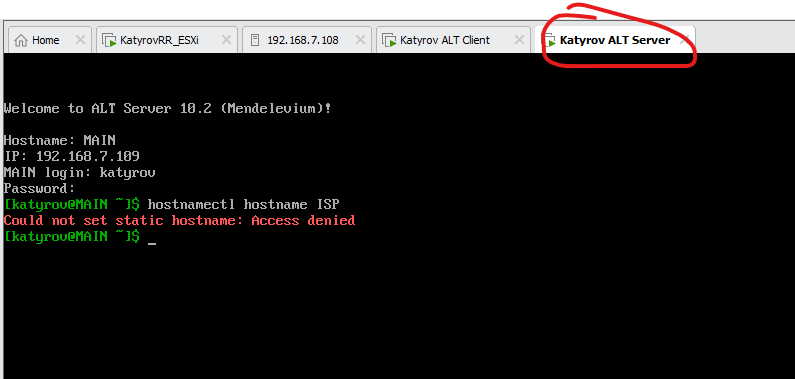 Home KatyrovRR_ESXi 192.168.7.108 Katyrov ALT Client Katyrov ALT Server
Welcome to ALT Server 10.2 (Mendelevium)!
Hostname: MAIN
IP: 192.168.7.109
MAIN login: katyrov
Password:
[katyrov@MAIN ~]$ hostnamectl hostname ISP
Could not set static hostname: Access denied
[katyrov@MAIN ~]$ _